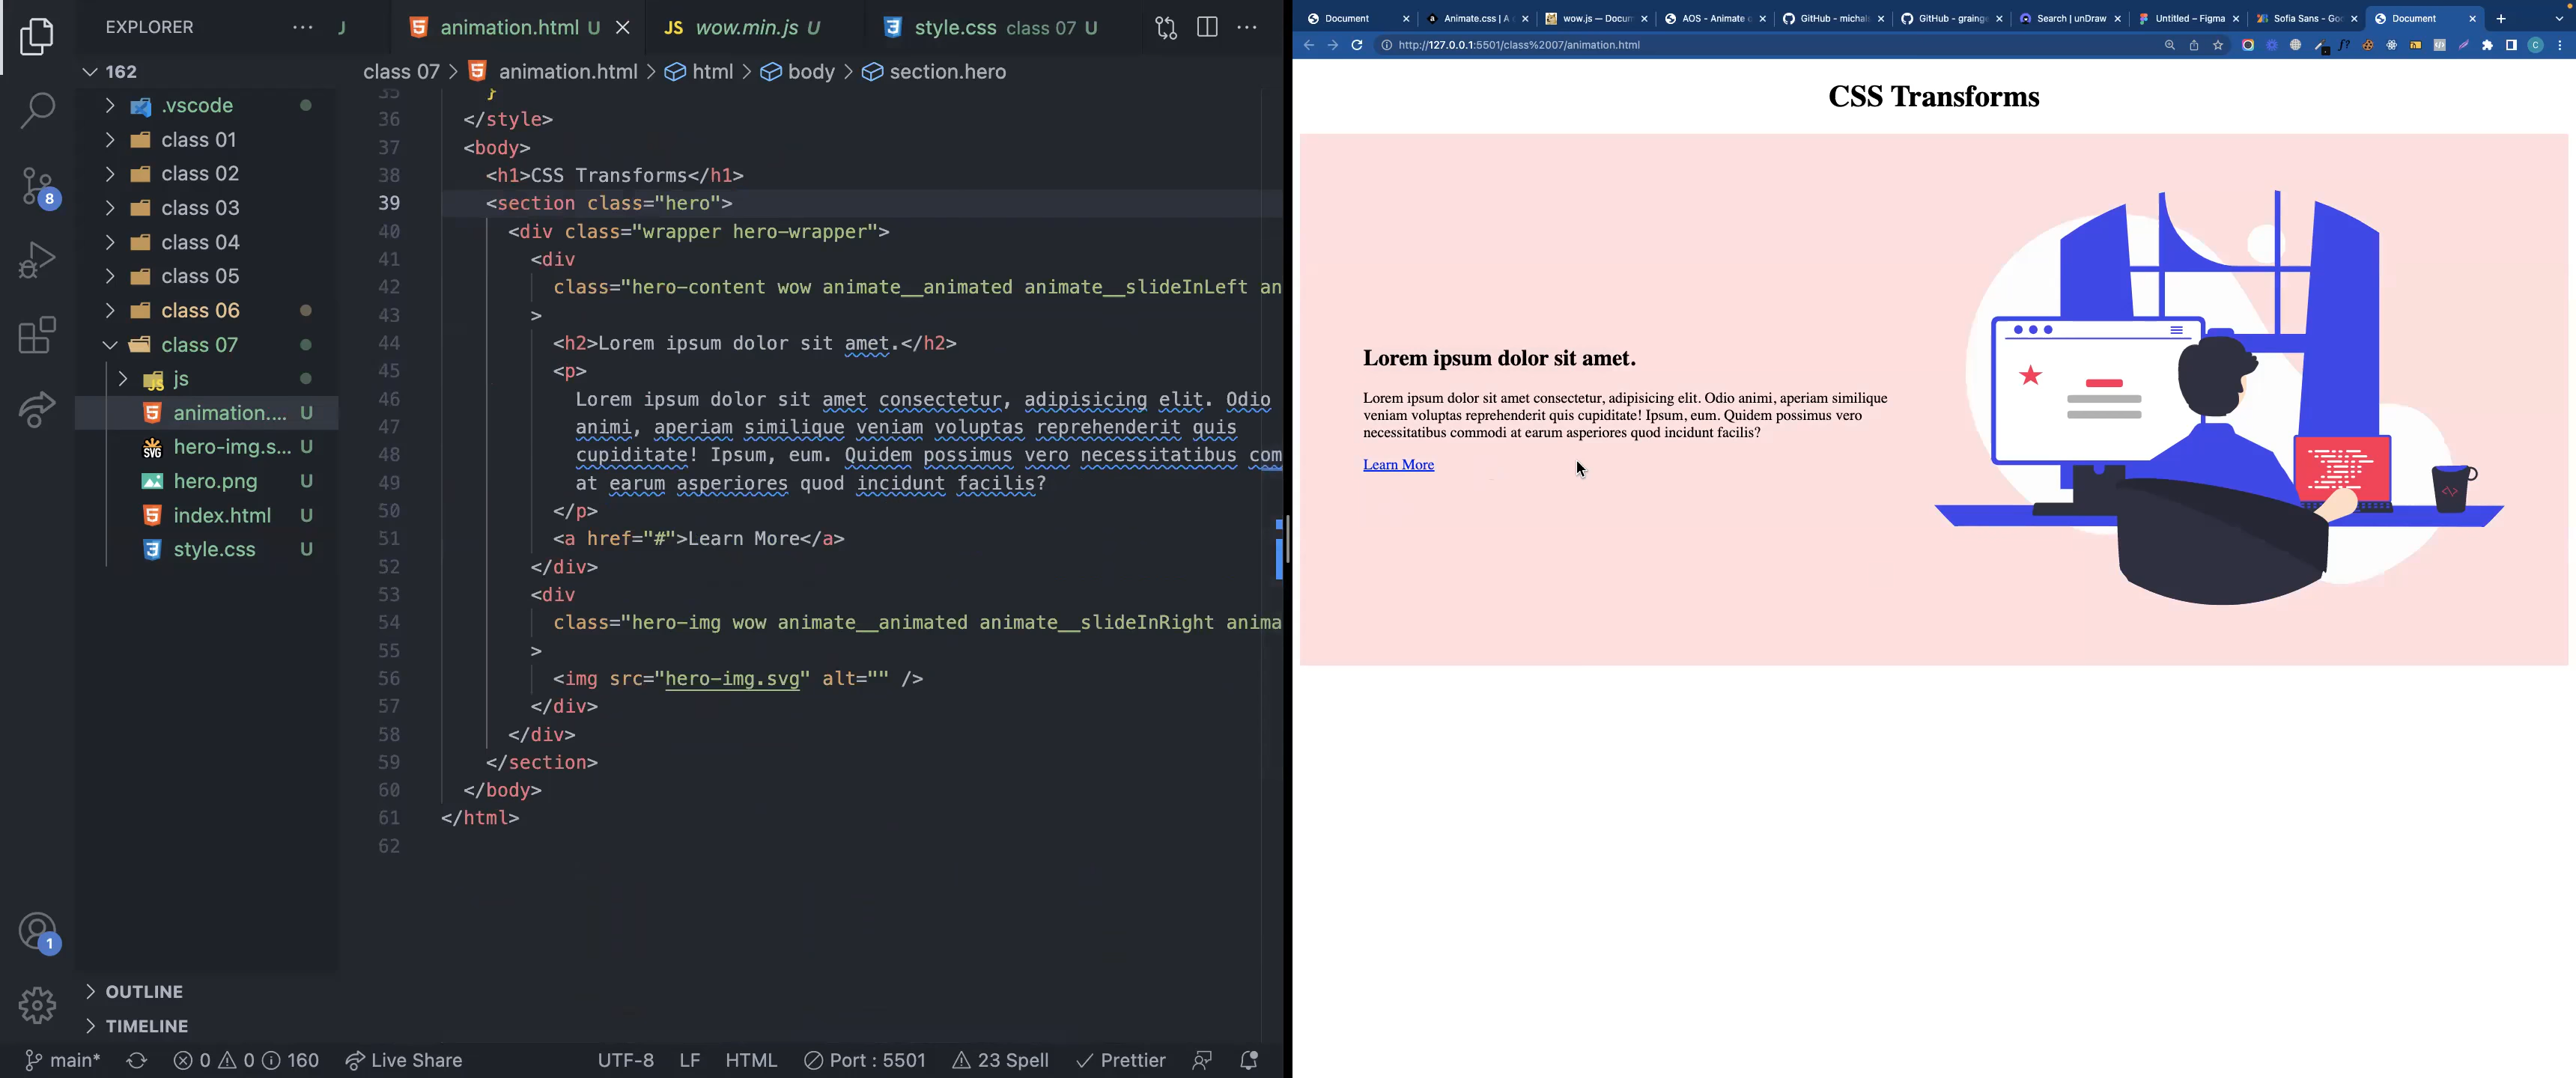 EXPLORER
162
.vscode
class 01
class 02
class 03
class 04
class 05
class 06
class 07
js
animation.... U
hero-img.s... U
hero.png U
index.html U
style.css U
OUTLINE
TIMELINE
8
1
J
animation.html U
JS wow.min.js U
style.css class 07 U
class 07 > animation.html > html > body > section.hero
35 }
36 </style>
37 <body>
38 <h1>CSS Transforms</h1>
39 <section class="hero">
40 <div class="wrapper hero-wrapper">
41 <div
42 class="hero-content wow animate__animated animate__slideInLeft an
43 >
44 <h2>Lorem ipsum dolor sit amet.</h2>
45 <p>
46 Lorem ipsum dolor sit amet consectetur, adipisicing elit. Odio
47 animi, aperiam similique veniam voluptas reprehenderit quis
48 cupiditate! Ipsum, eum. Quidem possimus vero necessitatibus com
49 at earum asperiores quod incidunt facilis?
50 </p>
51 <a href="#">Learn More</a>
52 </div>
53 <div
54 class="hero-img wow animate__animated animate__slideInRight anima
55 >
56 <img src="hero-img.svg" alt="" />
57 </div>
58 </div>
59 </section>
60 </body>
61 </html>
62
main* 0 0 160 Live Share UTF-8 LF HTML Port : 5501 23 Spell Prettier
Document
Animate.css | A
wow.js — Docum
AOS - Animate
GitHub - michal
GitHub - grainge
Search | unDraw
Untitled – Figma
Sofia Sans - Goo
Document
http://127.0.0.1:5501/class%2007/animation.html
CSS Transforms
Lorem ipsum dolor sit amet.
Lorem ipsum dolor sit amet consectetur, adipisicing elit. Odio animi, aperiam similique
veniam voluptas reprehenderit quis cupiditate! Ipsum, eum. Quidem possimus vero
necessitatibus commodi at earum asperiores quod incidunt facilis?
Learn More
</>